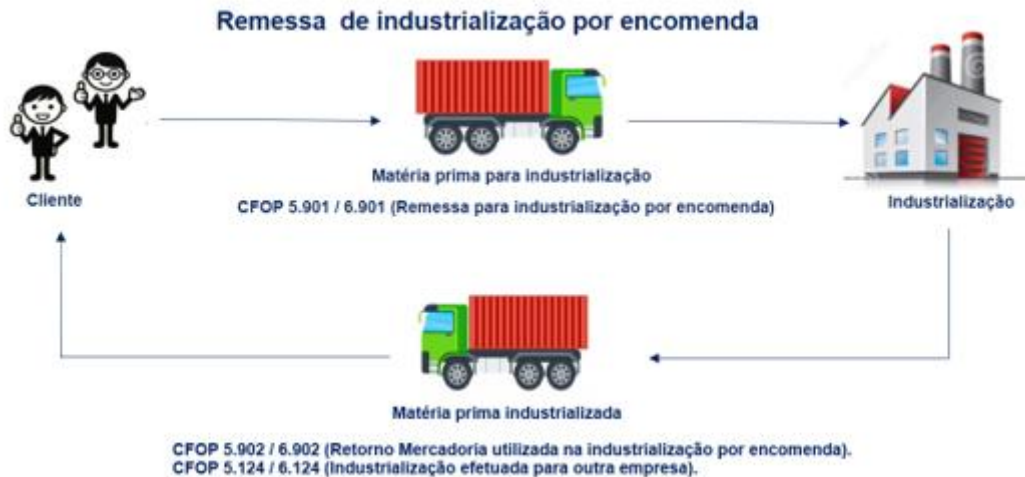 Remessa de industrialização por encomenda
Cliente
Matéria prima para industrialização
CFOP 5.901 / 6.901 (Remessa para industrialização por encomenda)
Industrialização
Matéria prima industrializada
CFOP 5.902 / 6.902 (Retorno Mercadoria utilizada na industrialização por encomenda).
CFOP 5.124 / 6.124 (Industrialização efetuada para outra empresa).